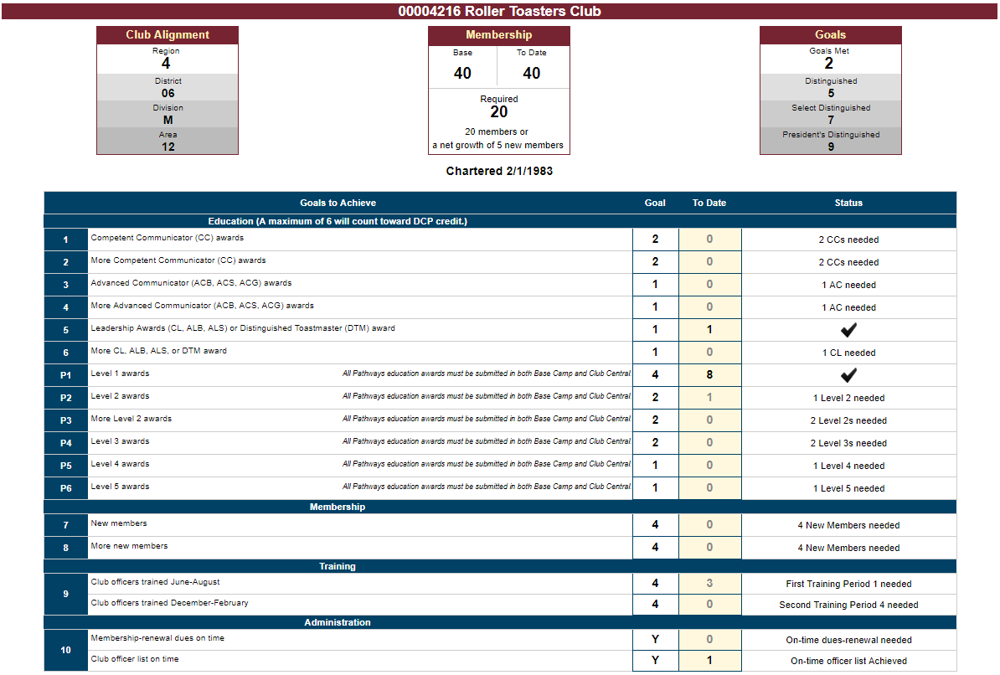 00004216 Roller Toasters Club
Club Alignment
Region
4
District
06
Division
M
Area
12
Membership
Base To Date
40 40
Required
20
20 members or
a net growth of 5 new members
Goals
Goals Met
2
Distinguished
5
Select Distinguished
7
President's Distinguished
9
Chartered 2/1/1983
Goals to Achieve Goal To Date Status
Education (A maximum of 6 will count toward DCP credit.)
1 Competent Communicator (CC) awards 2 0 2 CCs needed
2 More Competent Communicator (CC) awards 2 0 2 CCs needed
3 Advanced Communicator (ACB, ACS, ACG) awards 1 0 1 AC needed
4 More Advanced Communicator (ACB, ACS, ACG) awards 1 0 1 AC needed
5 Leadership Awards (CL, ALB, ALS) or Distinguished Toastmaster (DTM) award 1 1 ✔
6 More CL, ALB, ALS, or DTM award 1 0 1 CL needed
P1 Level 1 awards All Pathways education awards must be submitted in both Base Camp and Club Central. 4 8 ✔
P2 Level 2 awards All Pathways education awards must be submitted in both Base Camp and Club Central. 2 1 1 Level 2 needed
P3 More Level 2 awards All Pathways education awards must be submitted in both Base Camp and Club Central. 2 0 2 Level 2s needed
P4 Level 3 awards All Pathways education awards must be submitted in both Base Camp and Club Central. 2 0 2 Level 3s needed
P5 Level 4 awards All Pathways education awards must be submitted in both Base Camp and Club Central. 1 0 1 Level 4 needed
P6 Level 5 awards All Pathways education awards must be submitted in both Base Camp and Club Central. 1 0 1 Level 5 needed
Membership
7 New members 4 0 4 New Members needed
8 More new members 4 0 4 New Members needed
Training
9 Club officers trained June-August 4 3 First Training Period 1 needed
Club officers trained December-February 4 0 Second Training Period 4 needed
Administration
10 Membership-renewal dues on time Y 0 On-time dues-renewal needed
Club officer list on time Y 1 On-time officer list Achieved